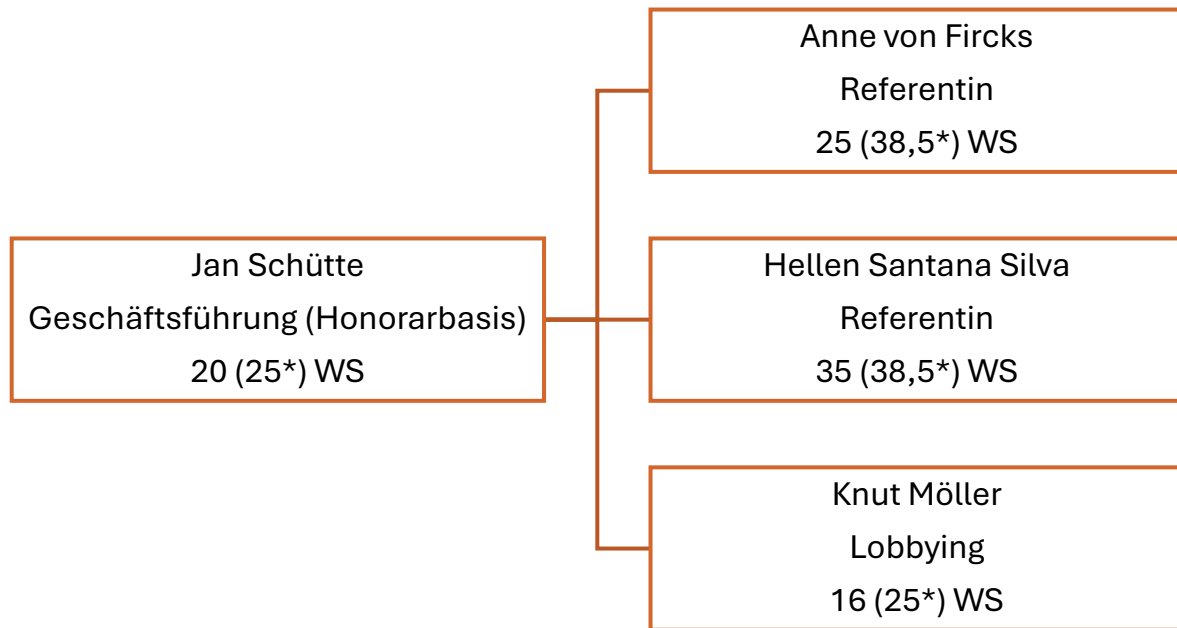 Jan Schütte
Geschäftsführung (Honorarbasis)
20 (25*) WS
Anne von Fircks
Referentin
25 (38,5*) WS
Hellen Santana Silva
Referentin
35 (38,5*) WS
Knut Möller
Lobbying
16 (25*) WS